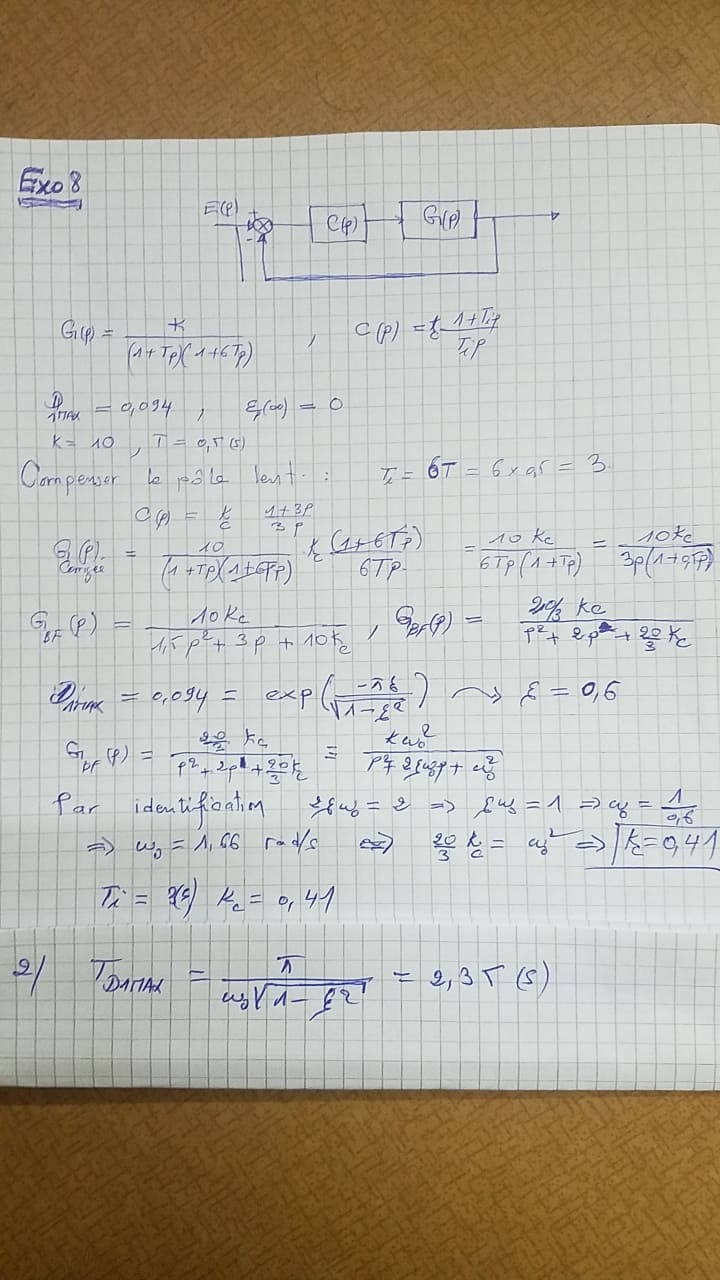 Exo 8
E(p) + - C(p) G(p)
G(p) = K / (1+Tp)(1+6Tp) , C(p) = Kc (1+Tip) / Tip
D1MAX = 0,094 , εp(∞) = 0
K = 10 , T = 0,5 (s)
Compenser le pôle lent : Ti = 6T = 6 x 0,5 = 3
C(p) = Kc (1+3p) / 3p
G(p) = 10 / (1+Tp)(1+6Tp) Kc (1+6Tp) / 6Tp = 10 Kc / 6Tp(1+Tp) = 10Kc / 3p(1+0,5p)
GBF(p) = 10Kc / 1,5p² + 3p + 10Kc , GBF(p) = 20/3 Kc / p² + 2p + 20/3 Kc
D1MAX = 0,094 = exp(-πξ / √1-ξ²) ⤳ ξ = 0,6
GBF(p) = 20/3 Kc / p²+2p+20/3 Kc ≡ Kω0² / p²+2ξω0p+ω0²
Par identification 2ξω0 = 2 => ξω0 = 1 => ω0 = 1 / 0,6
=> ω0 = 1,66 rad/s <=> 20/3 Kc = ω0² => Kc = 0,41
Ti = 3(s) Kc = 0,41
2/ TD1MAX = π / ω0√1-ξ² = 2,35 (s)